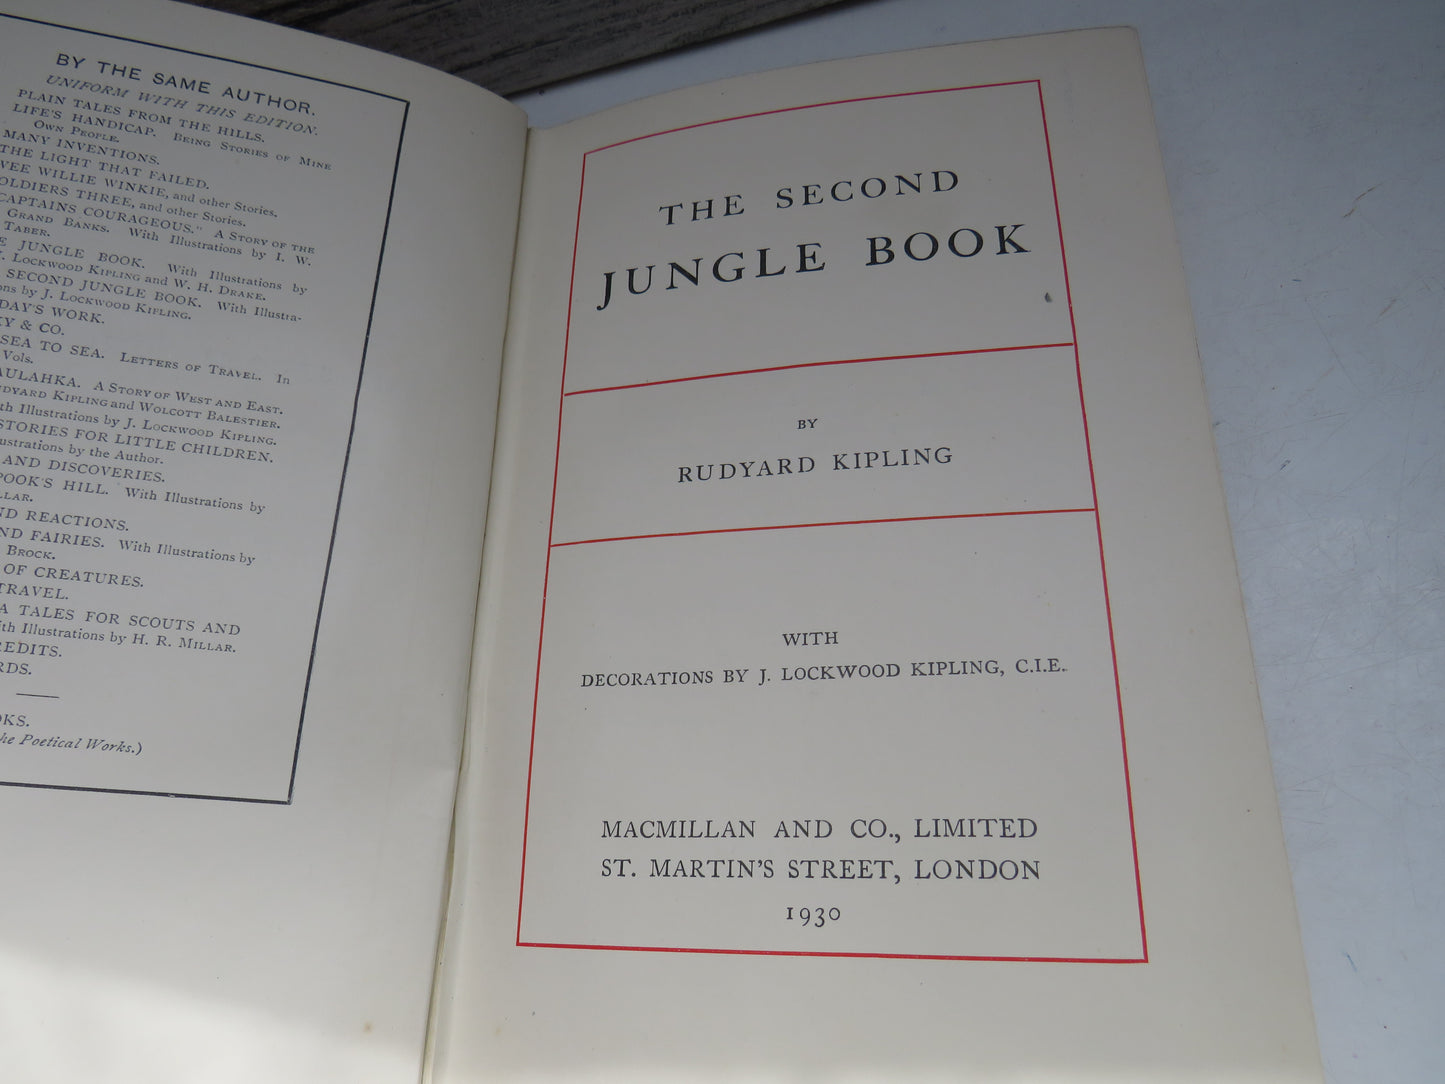 BY THE SAME AUTHOR.
UNIFORM WITH THIS EDITION.
PLAIN TALES FROM THE HILLS.
LIFE'S HANDICAP. BEING STORIES OF MINE
OWN PEOPLE.
MANY INVENTIONS.
THE LIGHT THAT FAILED.
WEE WILLIE WINKIE, and other Stories.
SOLDIERS THREE, and other Stories.
CAPTAINS COURAGEOUS." A STORY OF THE
GRAND BANKS. With Illustrations by I. W.
TABER.
JUNGLE BOOK. With Illustrations by
J. LOCKWOOD KIPLING and W. H. DRAKE.
SECOND JUNGLE BOOK. With Illustra-
by J. LOCKWOOD KIPLING.
DAY'S WORK.
& CO.
SEA TO SEA. LETTERS OF TRAVEL. In
Vols.
AULAHKA. A STORY OF WEST AND EAST.
KIPLING and WOLCOTT BALESTIER.
Illustrations by J. LOCKWOOD KIPLING.
STORIES FOR LITTLE CHILDREN.
by the Author.
AND DISCOVERIES.
POOK'S HILL. With Illustrations by
AND REACTIONS.
AND FAIRIES. With Illustrations by
BROCK.
OF CREATURES.
TRAVEL.
A TALES FOR SCOUTS AND
Illustrations by H. R. MILLAR.
the Poetical Works.)
THE SECOND
JUNGLE BOOK
BY
RUDYARD KIPLING
WITH
DECORATIONS BY J. LOCKWOOD KIPLING, C.I.E.
MACMILLAN AND CO., LIMITED
ST. MARTIN'S STREET, LONDON
1930